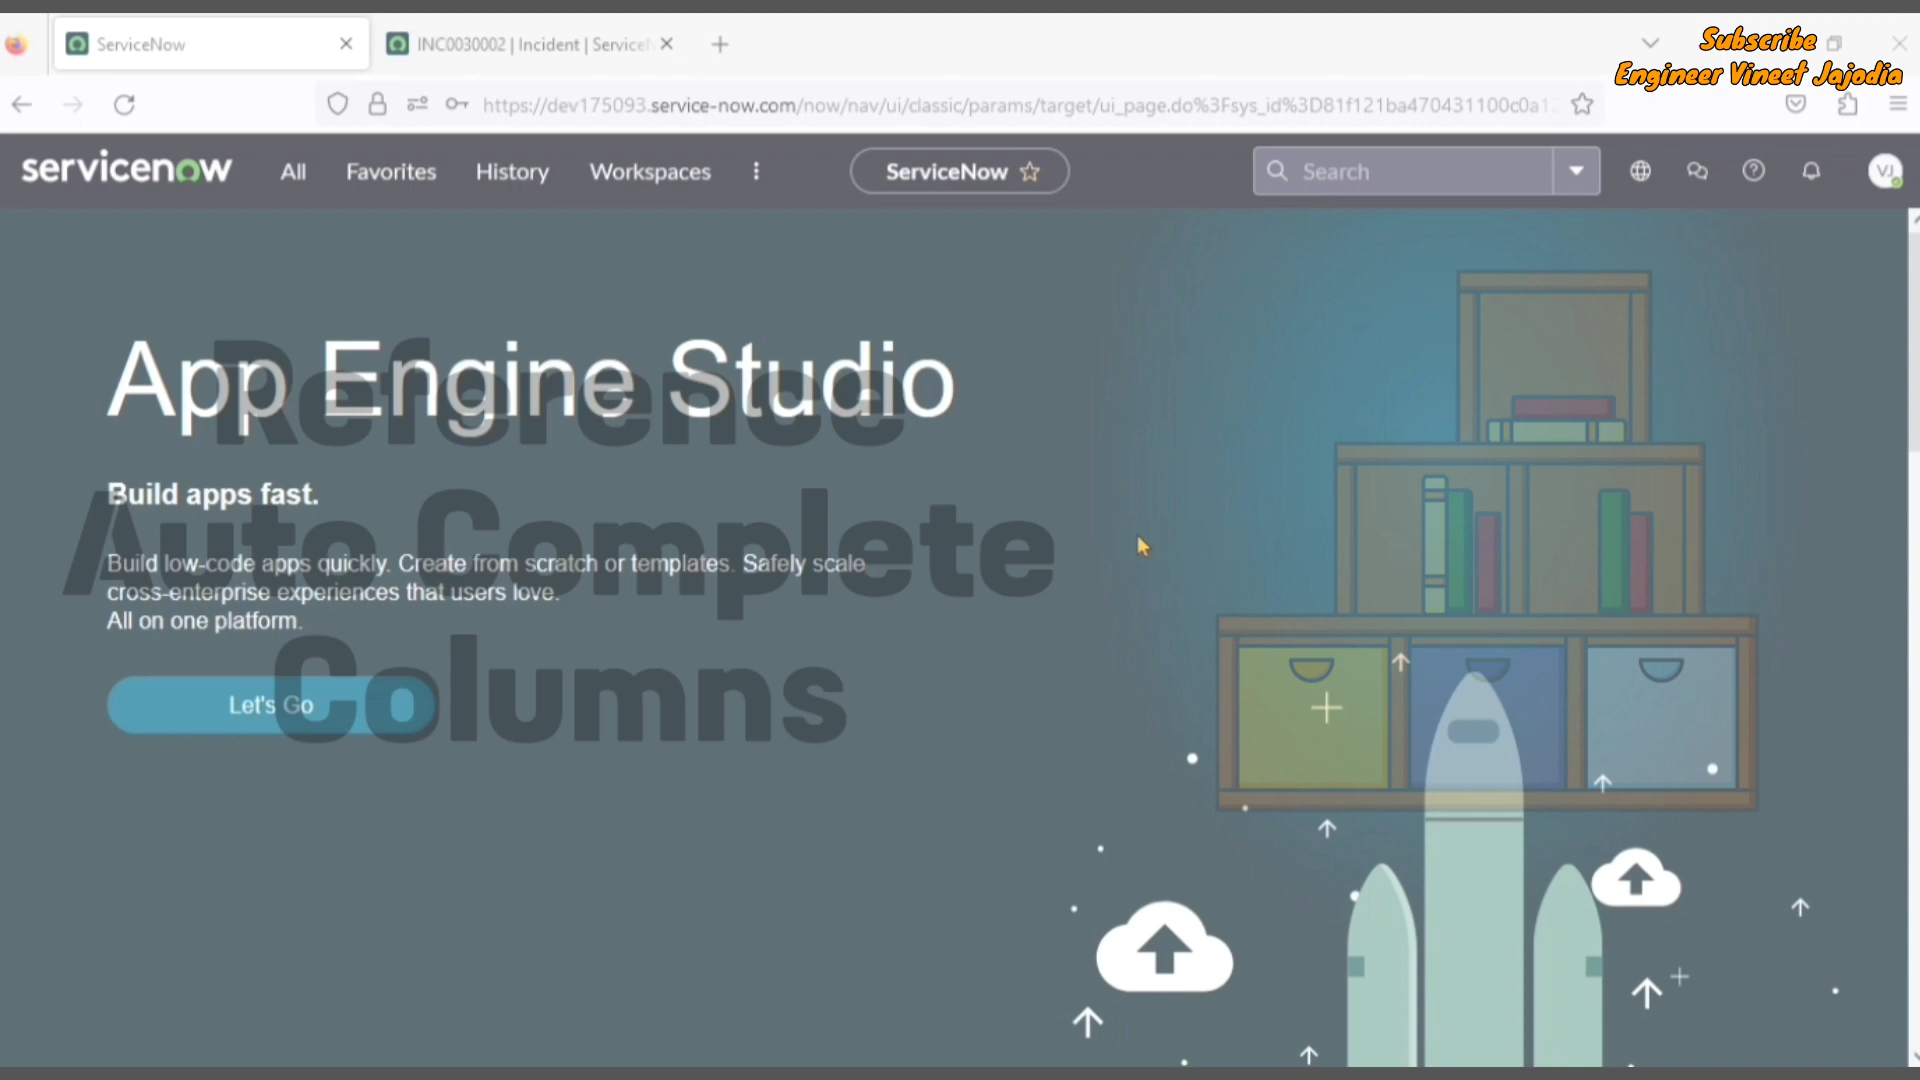 ServiceNow
INC0030002 | Incident | Service
Subscribe
Engineer Vineet Jajodia
https://dev175093.service-now.com/now/nav/ui/classic/params/target/ui_page.do%3Fsys_id%3D81f121ba470431100c0a12
servicenow
All
Favorites
History
Workspaces
ServiceNow
Search
VJ
App Engine Studio
Reference
Build apps fast.
Auto Complete
Build low-code apps quickly. Create from scratch or templates. Safely scale
cross-enterprise experiences that users love.
All on one platform.
Columns
Let's Go